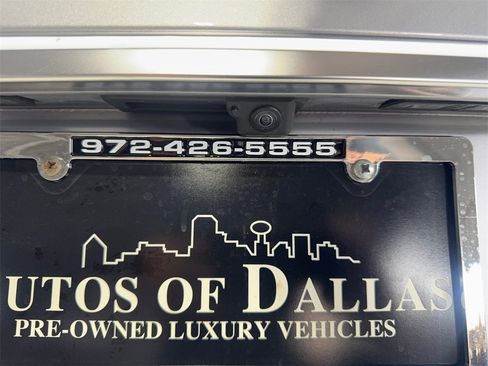 972-426-5555
UTOS OF DALLAS
PRE-OWNED LUXURY VEHICLES